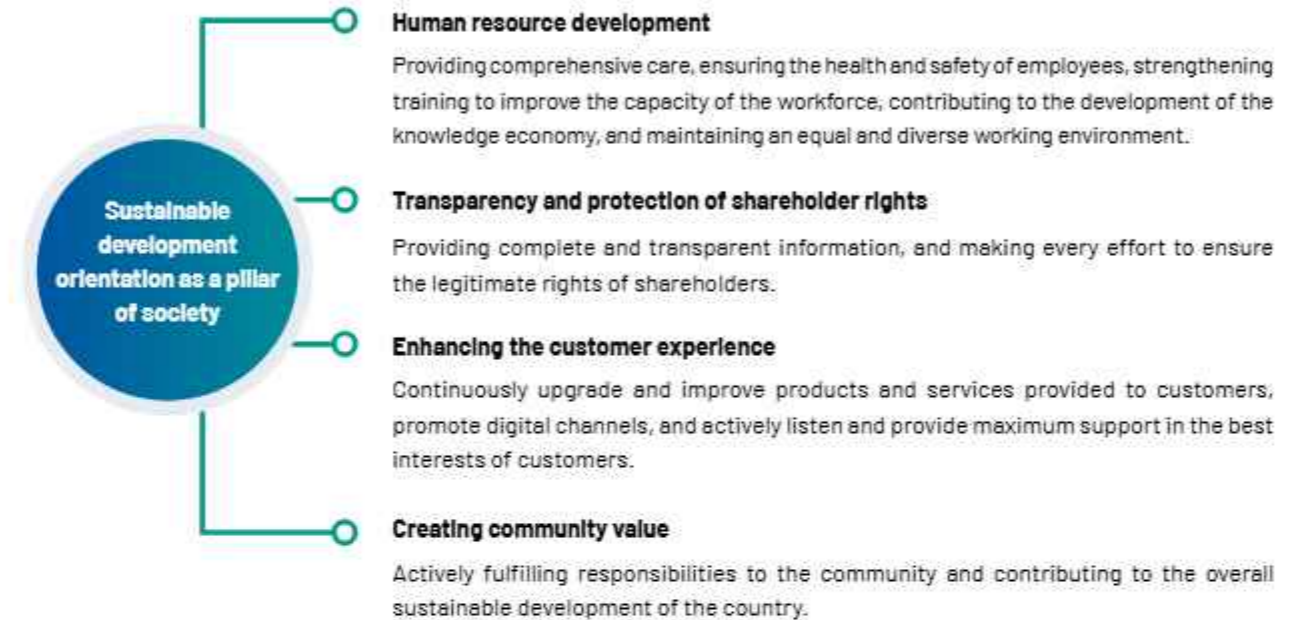 Sustainable
development
orientation as a pillar
of society
Human resource development
Providing comprehensive care, ensuring the health and safety of employees, strengthening
training to improve the capacity of the workforce, contributing to the development of the
knowledge economy, and maintaining an equal and diverse working environment.
Transparency and protection of shareholder rights
Providing complete and transparent information, and making every effort to ensure
the legitimate rights of shareholders.
Enhancing the customer experience
Continuously upgrade and improve products and services provided to customers,
promote digital channels, and actively listen and provide maximum support in the best
interests of customers.
Creating community value
Actively fulfilling responsibilities to the community and contributing to the overall
sustainable development of the country.